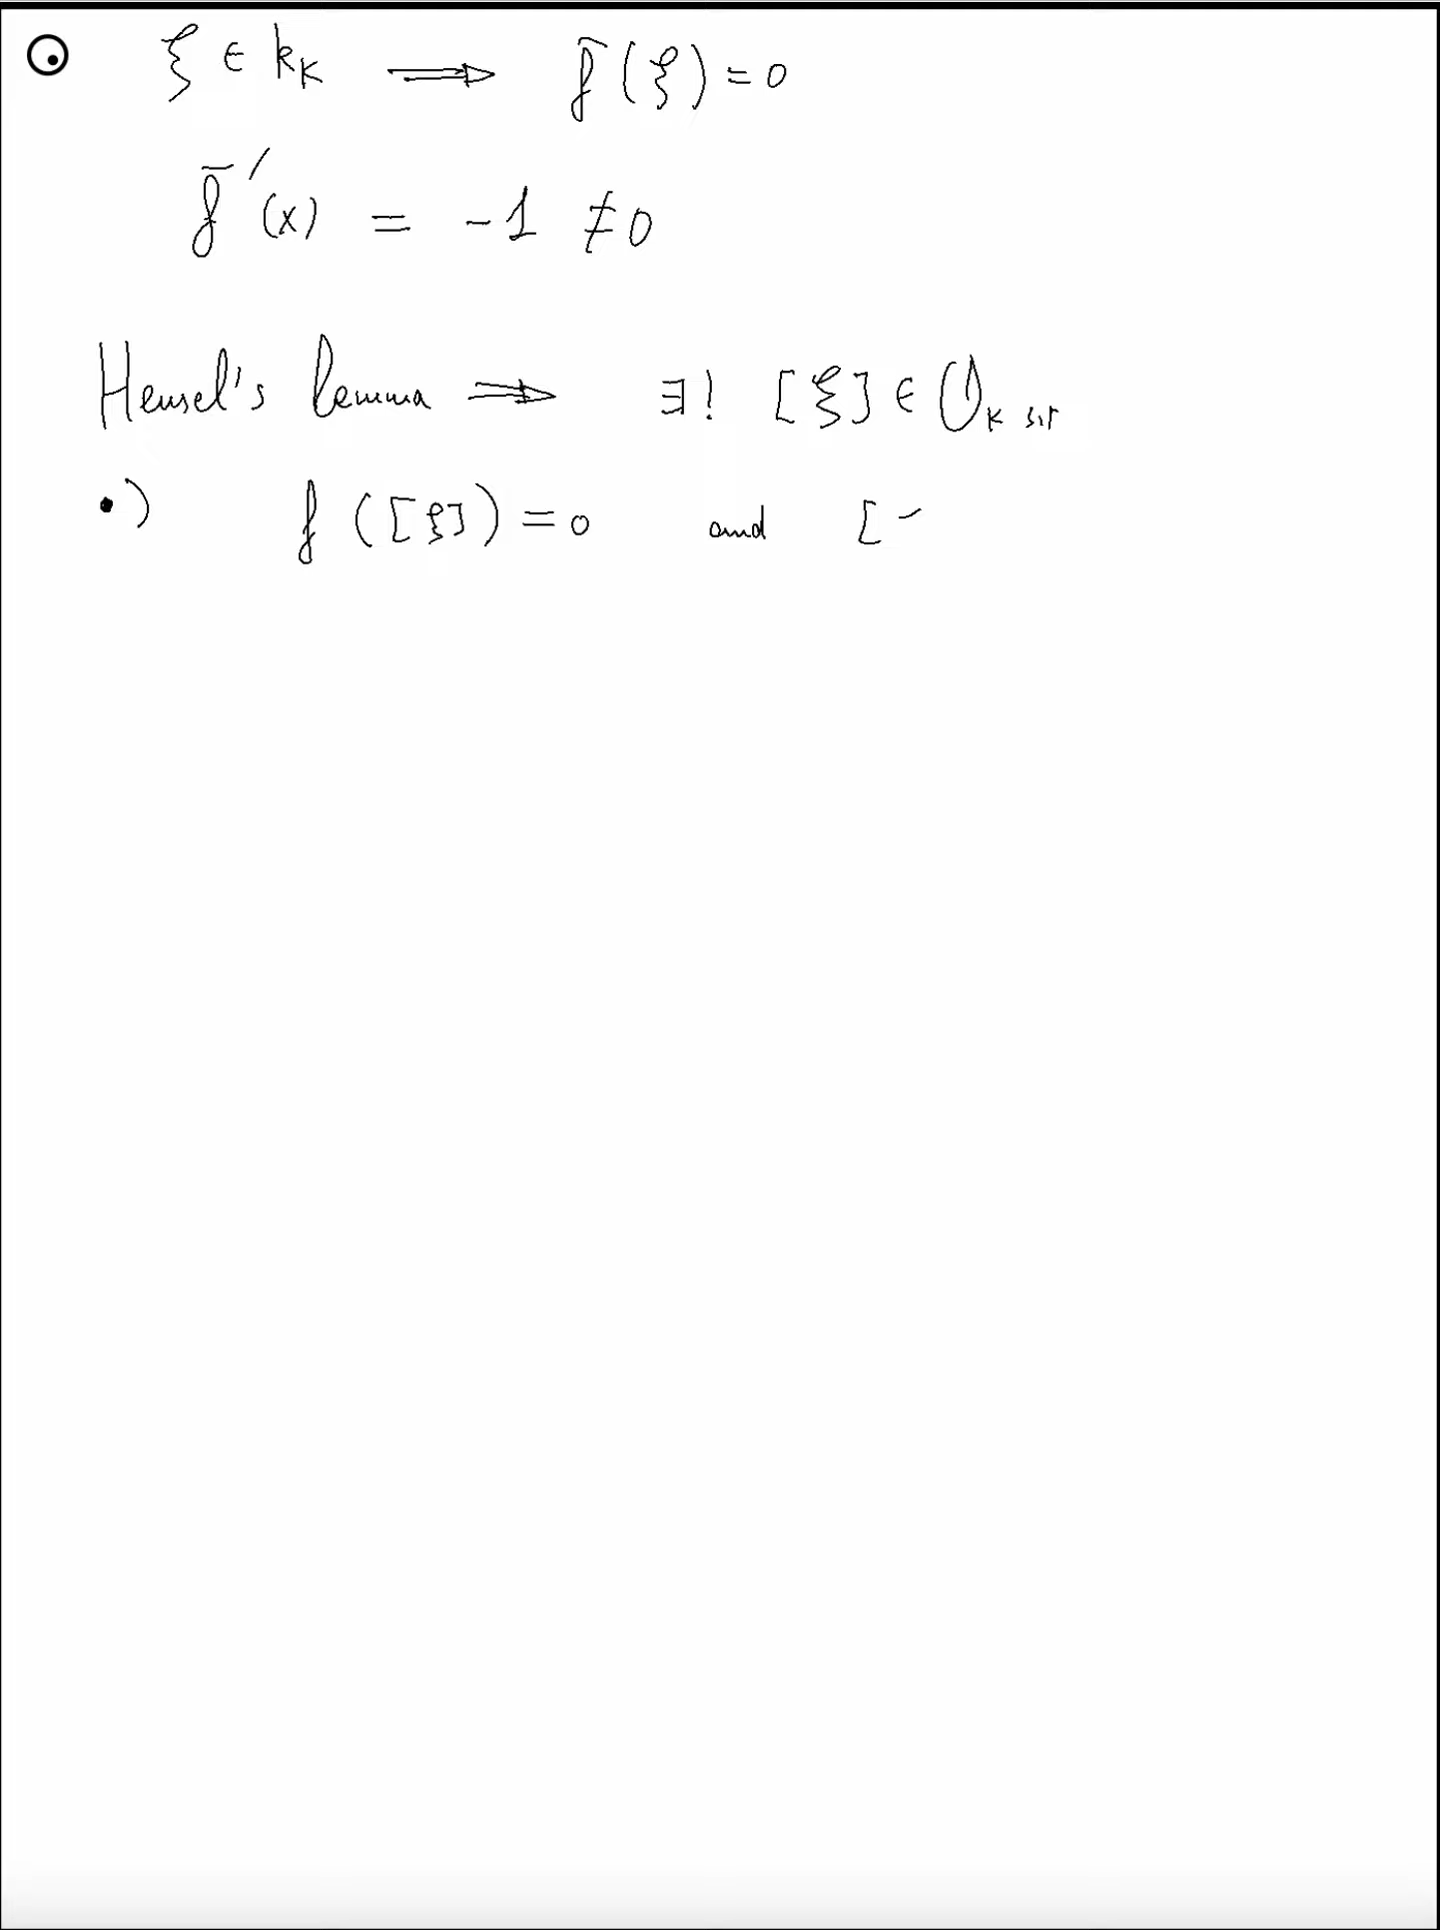 ⊙ ξ ∈ k_K ⟹ f̄(ξ) = 0
f̄'(x) = -1 ≠ 0
Hensel's lemma ⟹ ∃! [ξ] ∈ O_K s.t
•) f([ξ]) = 0 and [